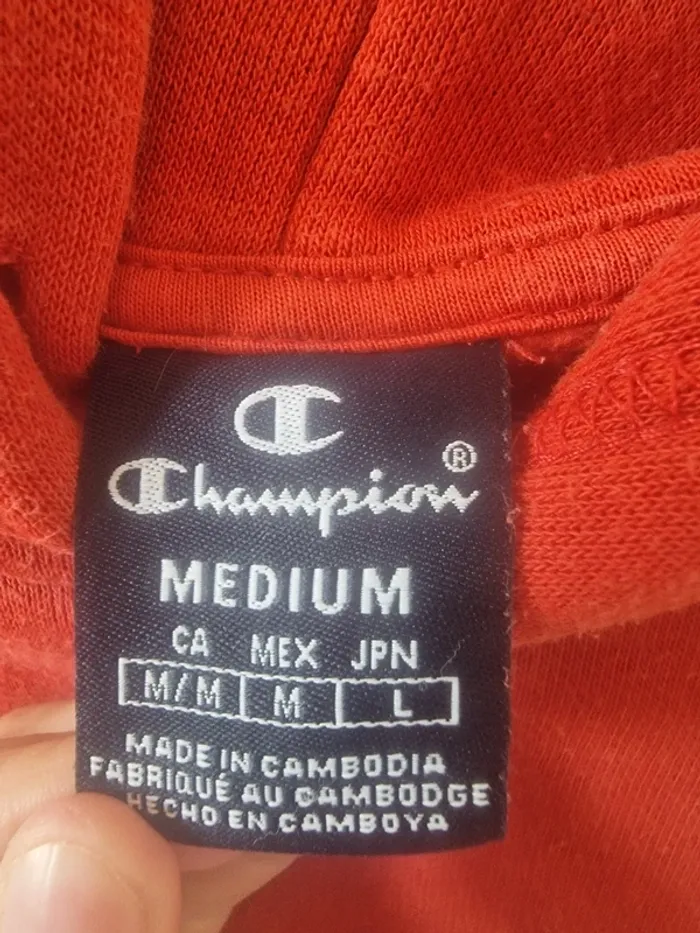 Champion®
MEDIUM
CA MEX JPN
M/M M L
MADE IN CAMBODIA
FABRIQUÉ AU CAMBODGE
HECHO EN CAMBOYA